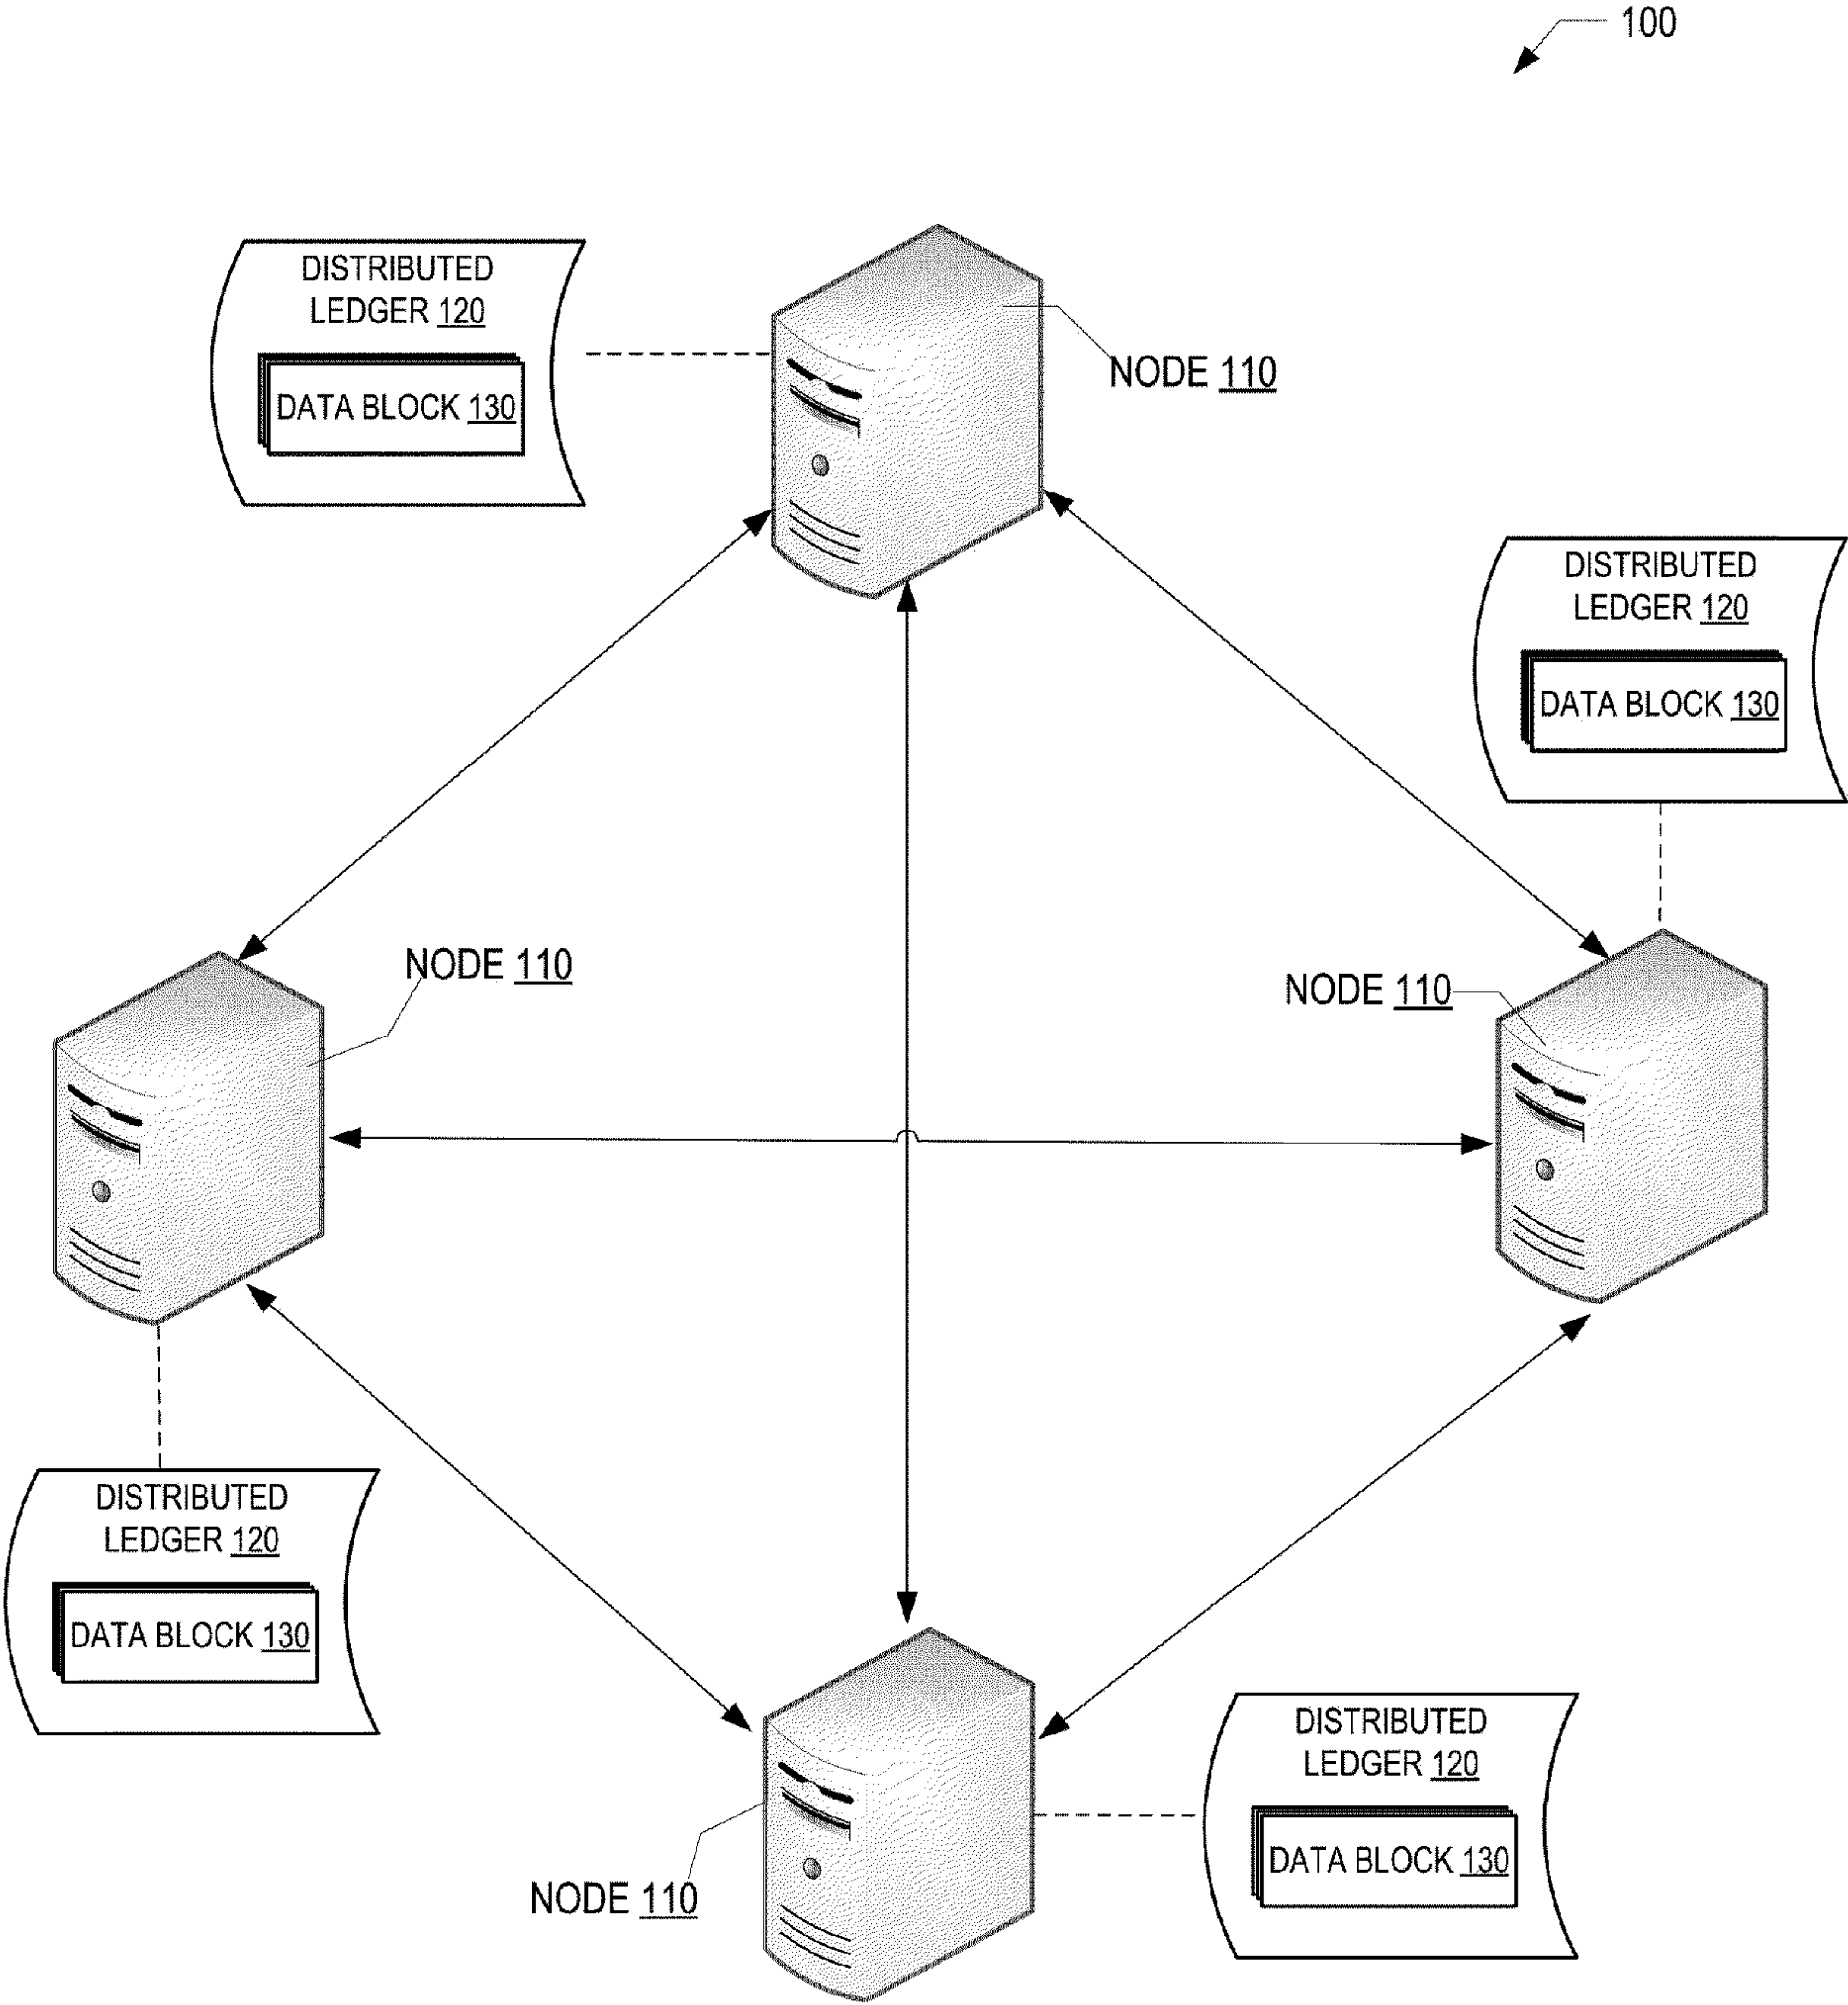 100
DISTRIBUTED
LEDGER 120
DATA BLOCK 130
NODE 110
DISTRIBUTED
LEDGER 120
DATA BLOCK 130
NODE 110
NODE 110
DISTRIBUTED
LEDGER 120
DATA BLOCK 130
DISTRIBUTED
LEDGER 120
DATA BLOCK 130
NODE 110